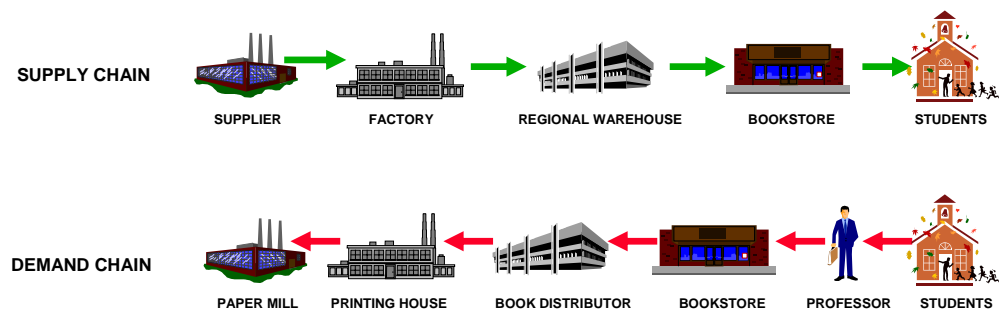 SUPPLY CHAIN
SUPPLIER
FACTORY
REGIONAL WAREHOUSE
BOOKSTORE
STUDENTS
DEMAND CHAIN
PAPER MILL
PRINTING HOUSE
BOOK DISTRIBUTOR
BOOKSTORE
PROFESSOR
STUDENTS